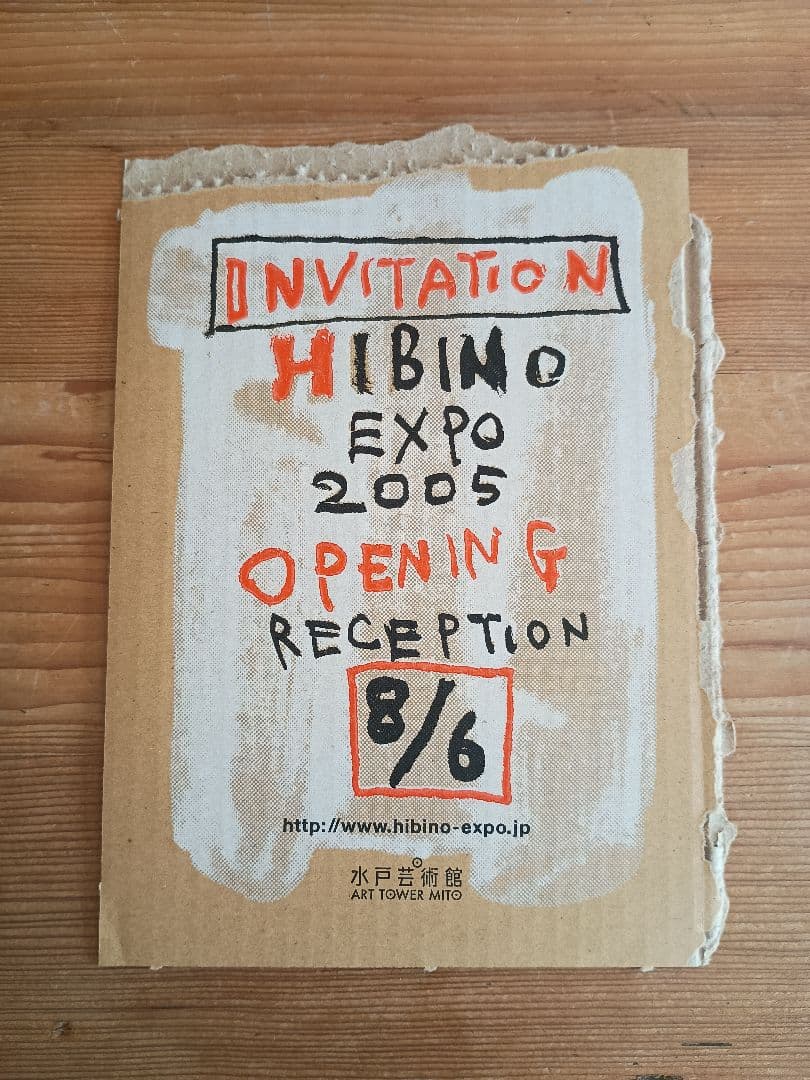 INVITATION
HIBINO
EXPO
2005
OPENING
RECEPTION
8/6
http://www.hibino-expo.jp
水戸芸術館
ART TOWER MITO